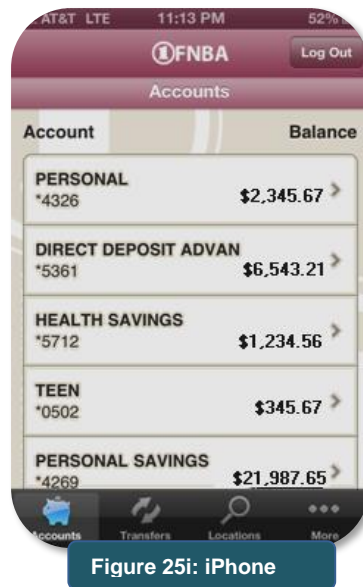 AT&T LTE 11:13 PM 52%
1FNBA Log Out
Accounts
Account Balance
PERSONAL
*4326 $2,345.67
DIRECT DEPOSIT ADVAN
*5361 $6,543.21
HEALTH SAVINGS
*5712 $1,234.56
TEEN
*0502 $345.67
PERSONAL SAVINGS
*4269 $21,987.65
Accounts Transfers Locations More
Figure 25i: iPhone